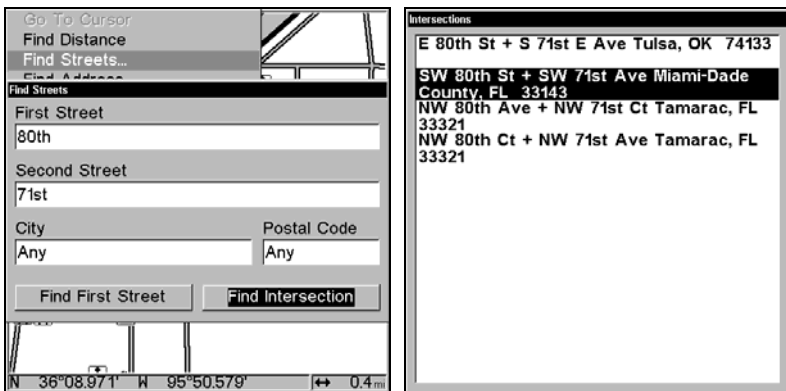 Go To Cursor
Find Distance
Find Streets...
Find Address
Find Streets
First Street
80th
Second Street
71st
City
Postal Code
Any
Any
Find First Street
Find Intersection
N 36°08.971' W 95°50.579' ↔ 0.4 mi
Intersections
E 80th St + S 71st E Ave Tulsa, OK 74133
SW 80th St + SW 71st Ave Miami-Dade
County, FL 33143
NW 80th Ave + NW 71st Ct Tamarac, FL
33321
NW 80th Ct + NW 71st Ave Tamarac, FL
33321